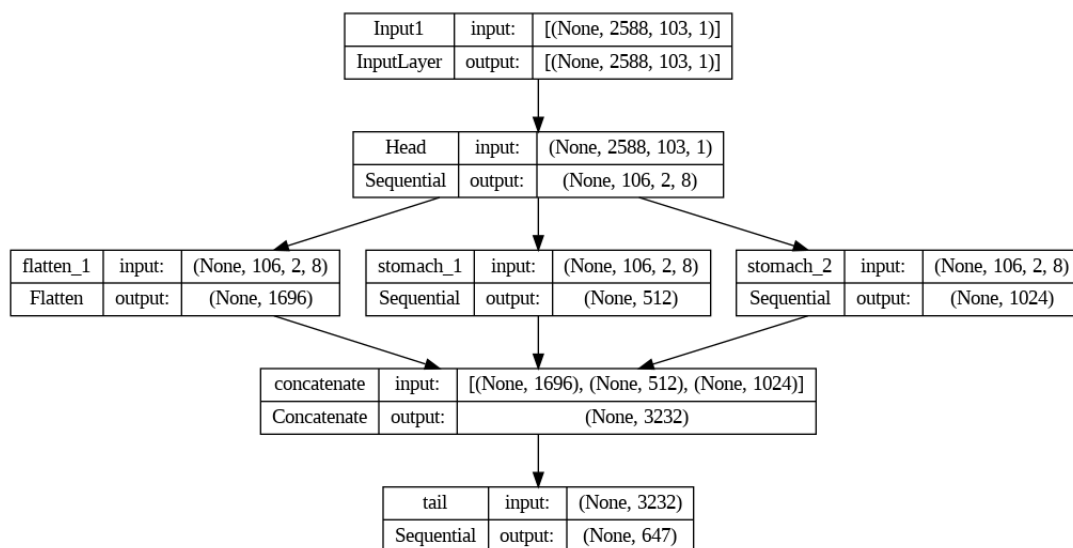 Input1 input: [(None, 2588, 103, 1)]
InputLayer output: [(None, 2588, 103, 1)]
Head input: (None, 2588, 103, 1)
Sequential output: (None, 106, 2, 8)
flatten_1 input: (None, 106, 2, 8)
Flatten output: (None, 1696)
stomach_1 input: (None, 106, 2, 8)
Sequential output: (None, 512)
stomach_2 input: (None, 106, 2, 8)
Sequential output: (None, 1024)
concatenate input: [(None, 1696), (None, 512), (None, 1024)]
Concatenate output: (None, 3232)
tail input: (None, 3232)
Sequential output: (None, 647)